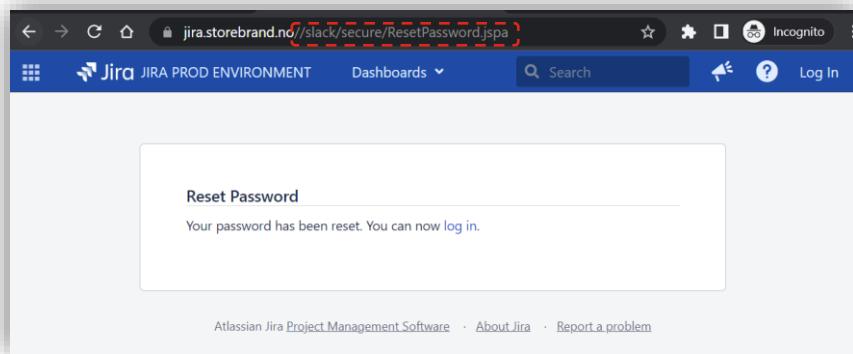 jira.storebrand.no//slack/secure/ResetPassword.jspa
Incognito
Jira JIRA PROD ENVIRONMENT
Dashboards
Search
?
Log In
Reset Password
Your password has been reset. You can now log in.
Atlassian Jira Project Management Software · About Jira · Report a problem